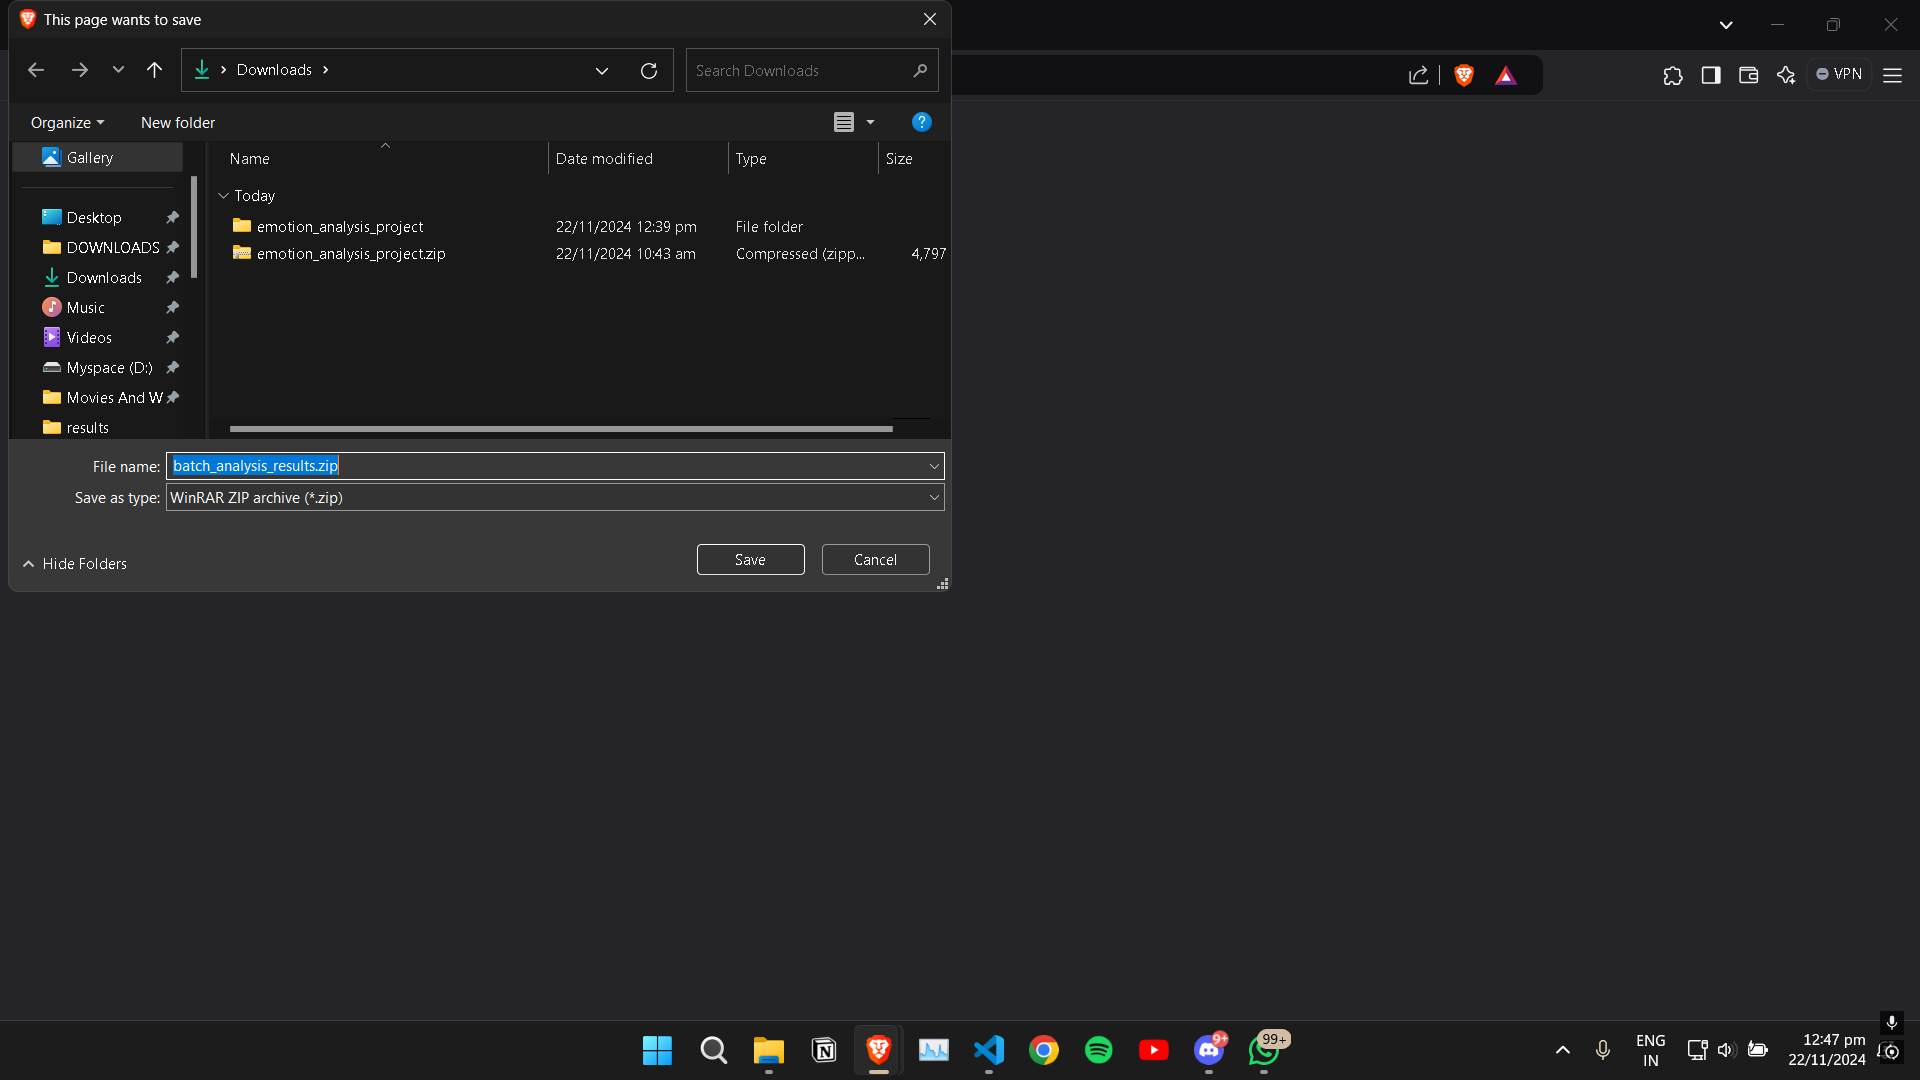 This page wants to save
Downloads
Search Downloads
VPN
Organize
New folder
?
Gallery
Name
Date modified
Type
Size
Today
Desktop
emotion_analysis_project
22/11/2024 12:39 pm
File folder
DOWNLOADS
emotion_analysis_project.zip
22/11/2024 10:43 am
Compressed (zipp...
4,797
Downloads
Music
Videos
Myspace (D:)
Movies And W
results
File name:
batch_analysis_results.zip
Save as type:
WinRAR ZIP archive (*.zip)
Hide Folders
Save
Cancel
9+
99+
ENG
IN
12:47 pm
22/11/2024